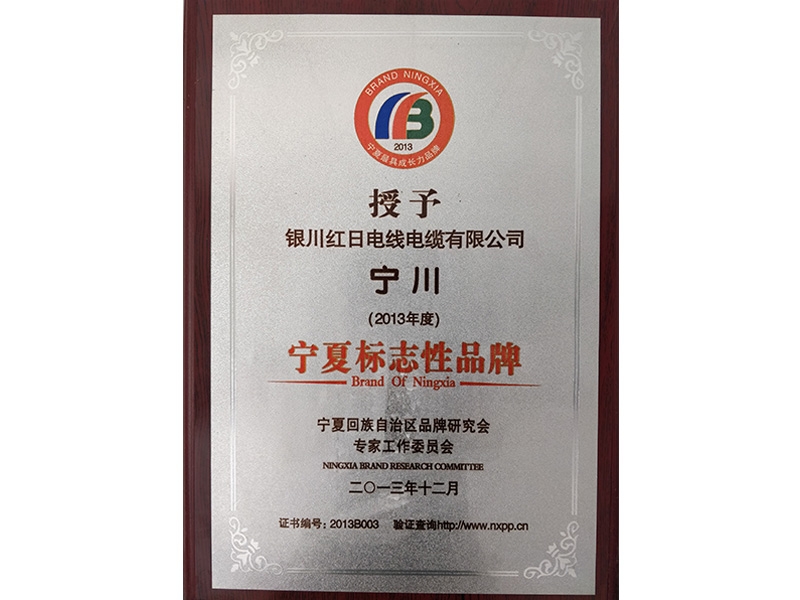 BRAND NINGXIA
B
2013
宁夏最具成长力品牌
授予
银川红日电线电缆有限公司
宁川
(2013年度)
宁夏标志性品牌
Brand Of Ningxia
宁夏回族自治区品牌研究会
专家工作委员会
NINGXIA BRAND RESEARCH COMMITTEE
二〇一三年十二月
证书编号：2013B003 验证查询http://www.nxpp.cn